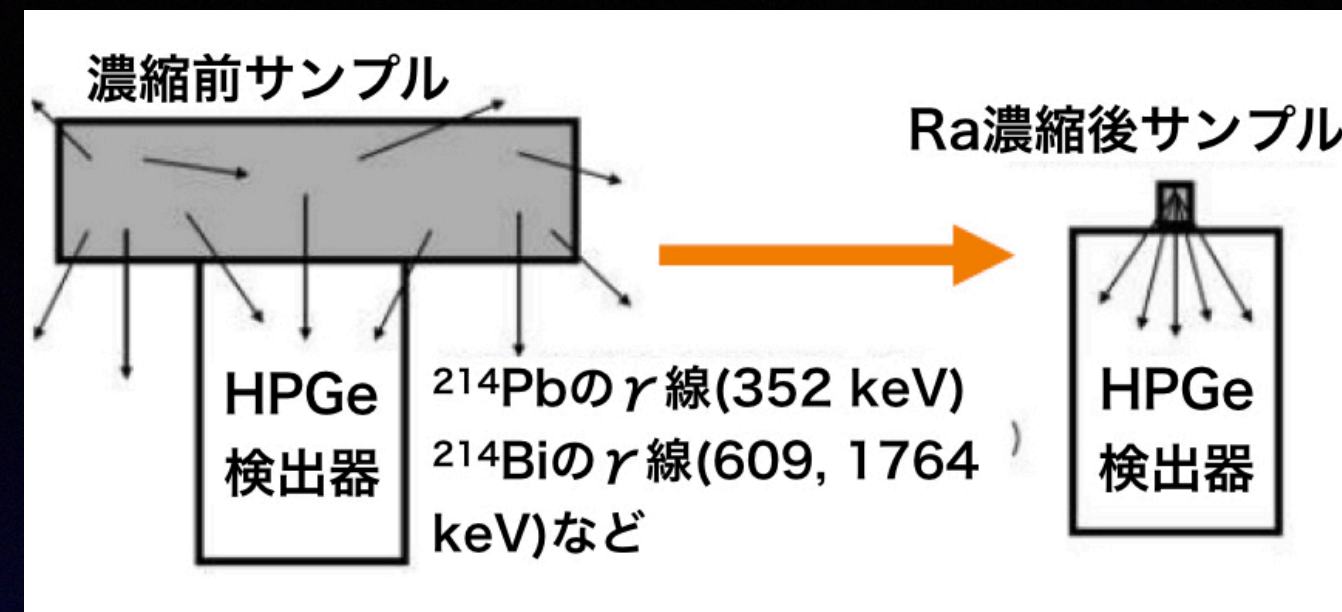 濃縮前サンプル
Ra濃縮後サンプル
HPGe
検出器
²¹⁴Pbのγ線(352 keV)
²¹⁴Biのγ線(609, 1764
keV)など
HPGe
検出器